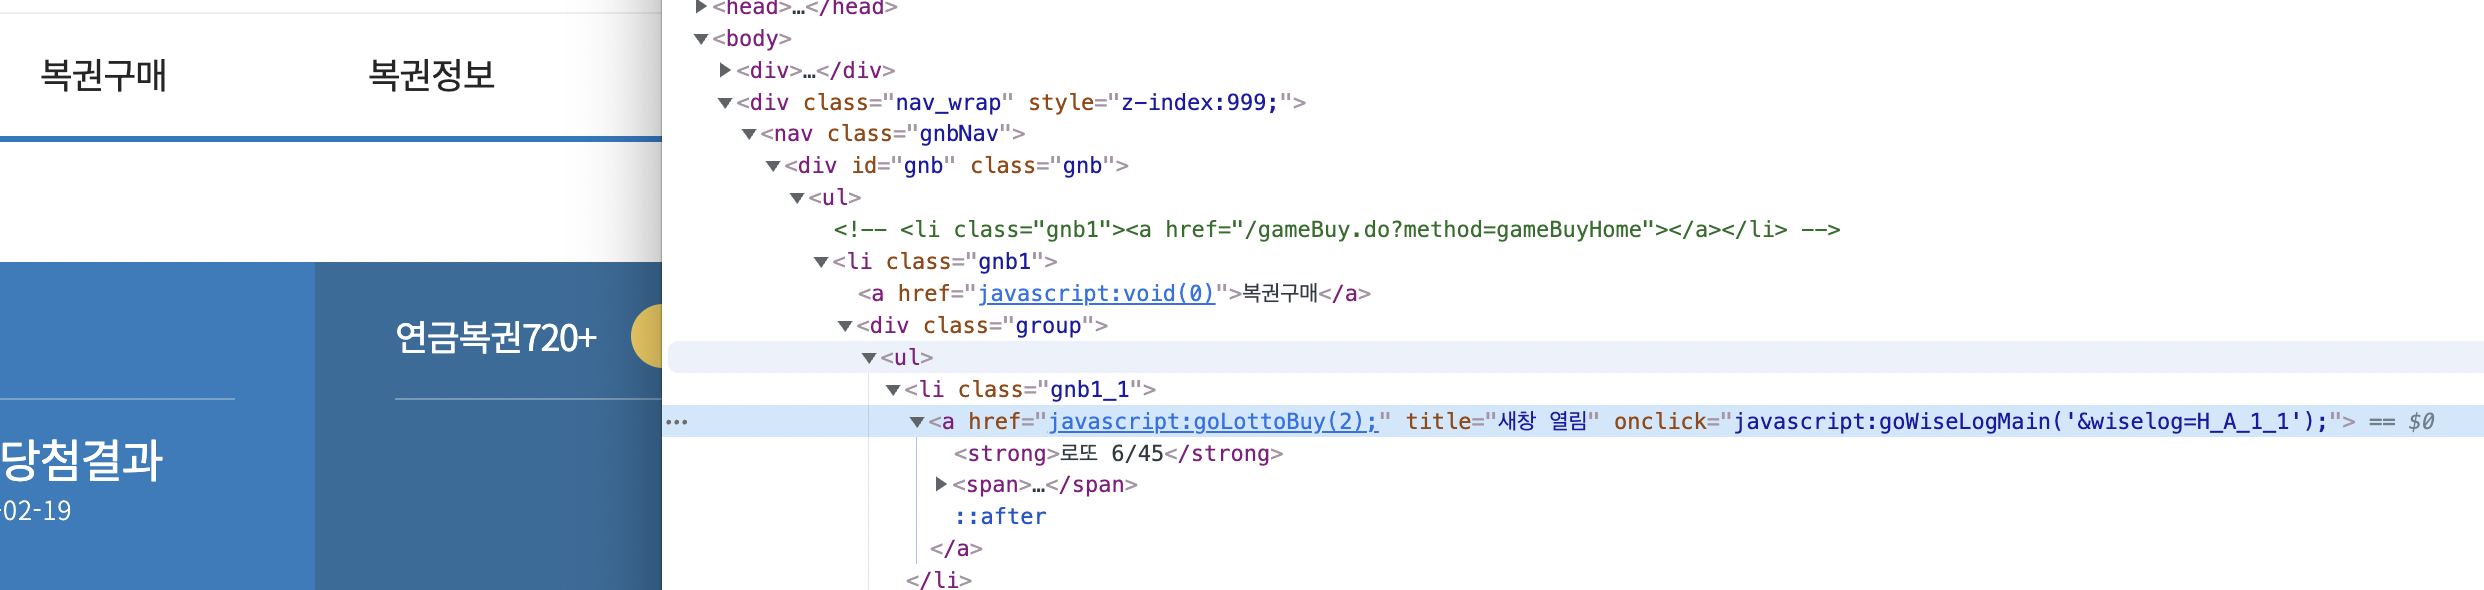 복권구매
복권정보
연금복권720+
당첨결과
-02-19
<head>…</head>
<body>
<div>…</div>
<div class="nav_wrap" style="z-index:999;">
<nav class="gnbNav">
<div id="gnb" class="gnb">
<ul>
<!-- <li class="gnb1"><a href="/gameBuy.do?method=gameBuyHome"></a></li> -->
<li class="gnb1">
<a href="javascript:void(0)">복권구매</a>
<div class="group">
<ul>
<li class="gnb1_1">
<a href="javascript:goLottoBuy(2);" title="새창 열림" onclick="javascript:goWiseLogMain('&wiselog=H_A_1_1');"> == $0
<strong>로또 6/45</strong>
<span>…</span>
::after
</a>
</li>